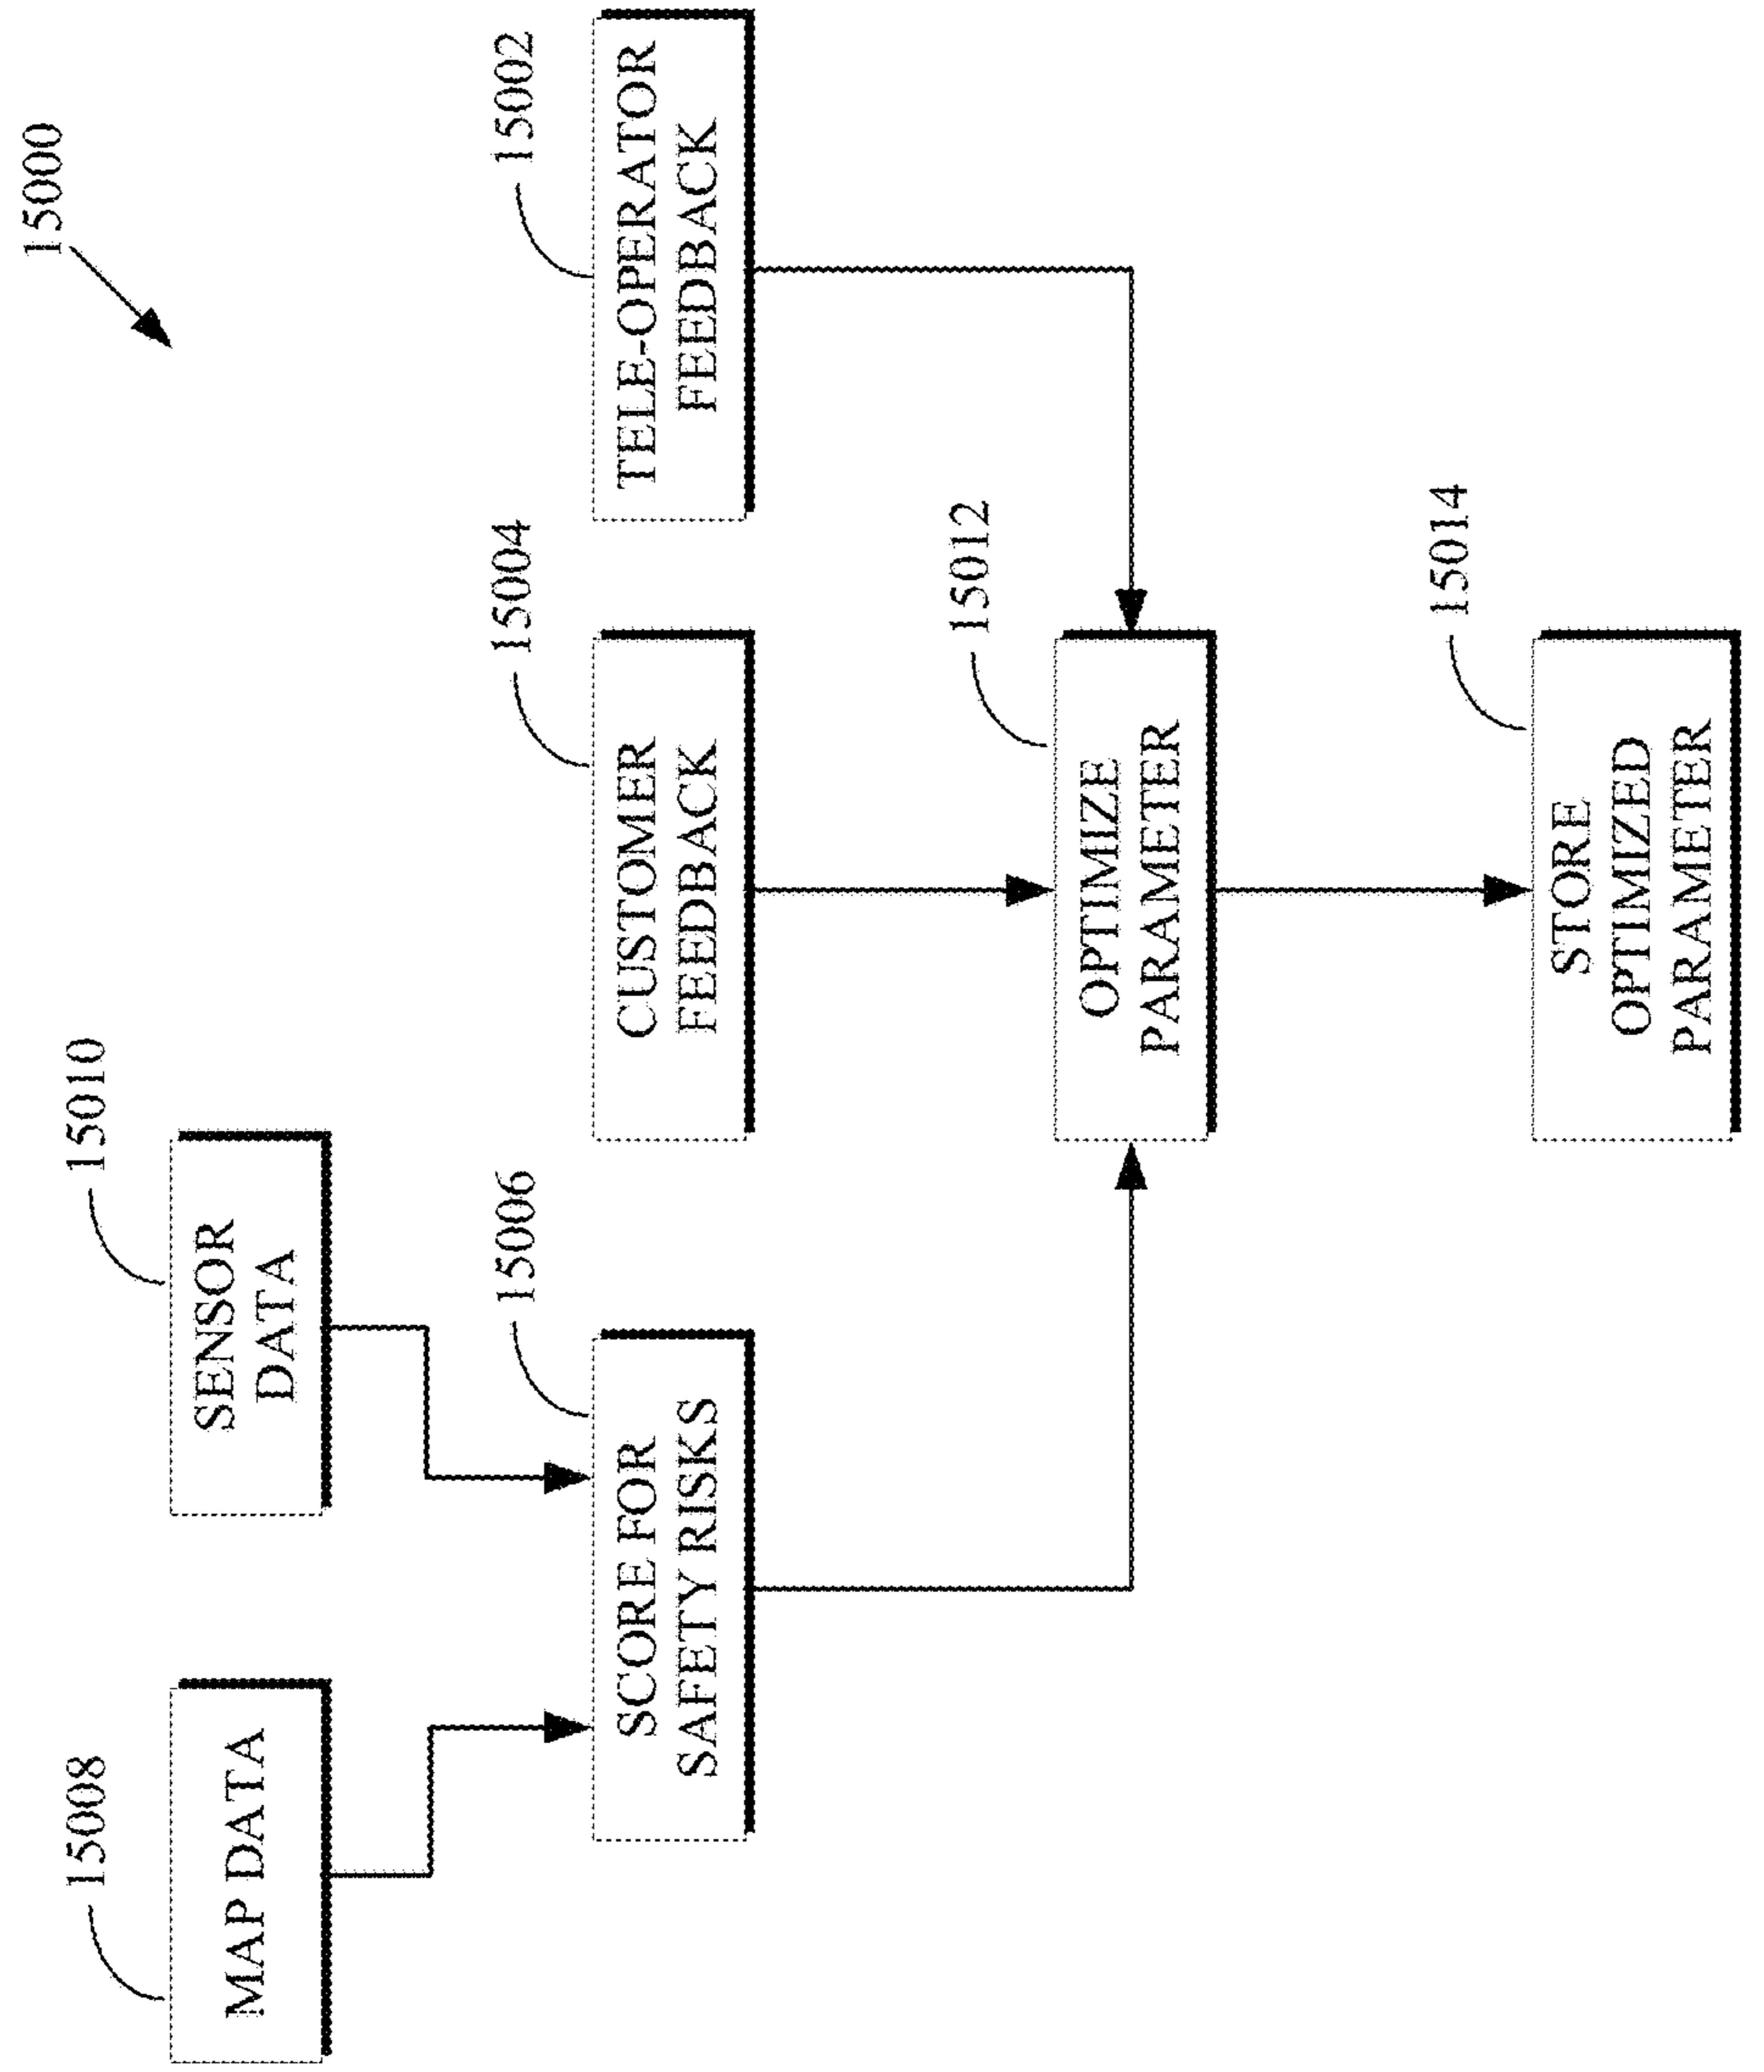 15000
15008
MAP DATA
15010
SENSOR
DATA
15006
SCORE FOR
SAFETY RISKS
15004
CUSTOMER
FEEDBACK
15002
TELE-OPERATOR
FEEDBACK
15012
OPTIMIZE
PARAMETER
15014
STORE
OPTIMIZED
PARAMETER